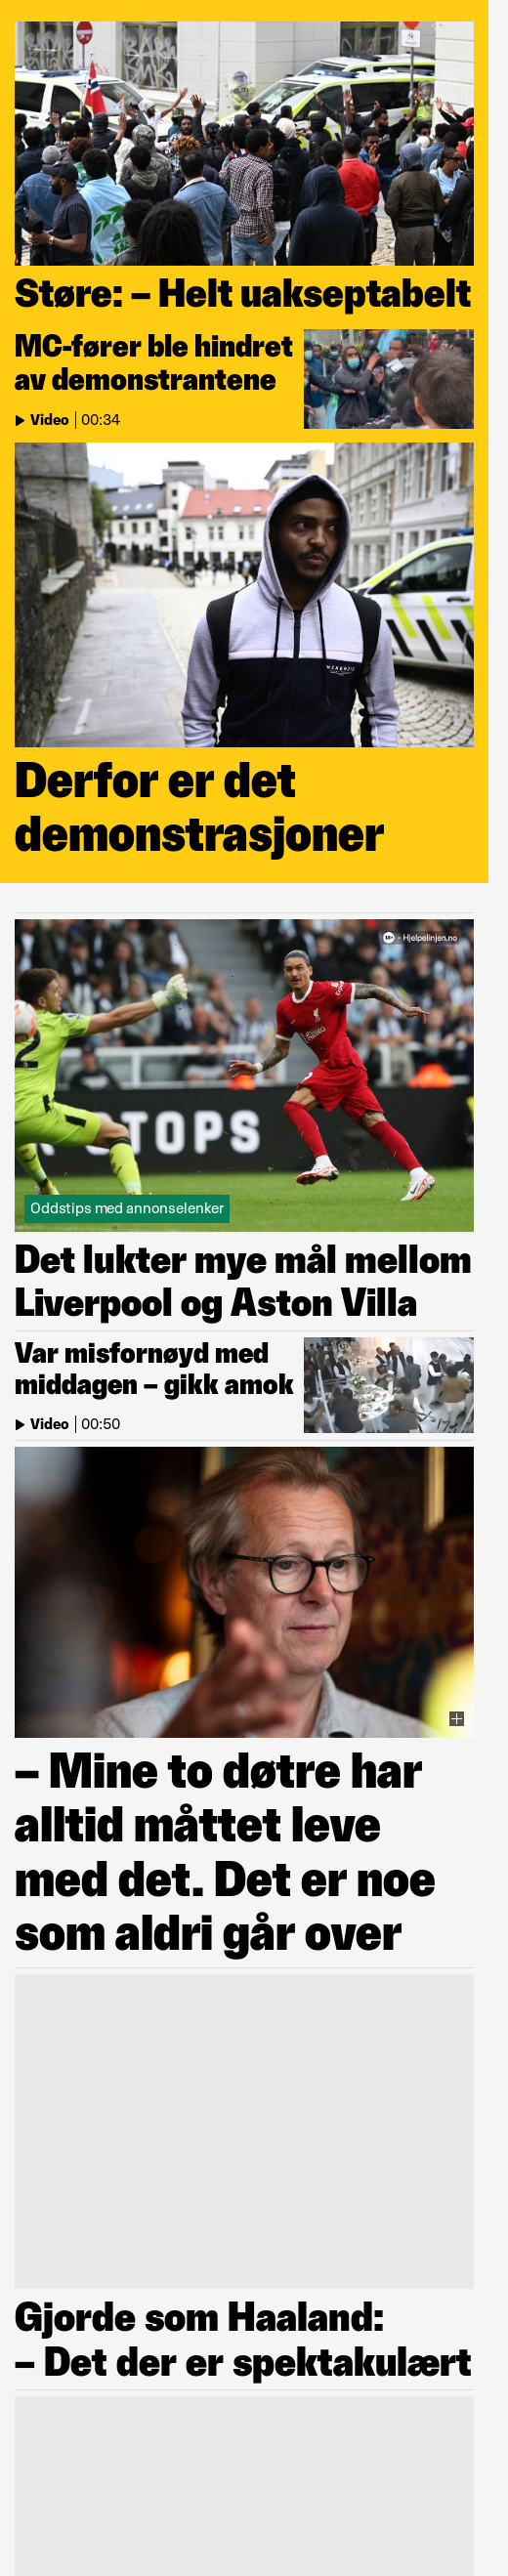 Støre: – Helt uakseptabelt
MC-fører ble hindret
av demonstrantene
Video | 00:34
MCKENZIE
Derfor er det
demonstrasjoner
18+ - Hjelpelinjen.no
STOPS
Oddstips med annonselenker
Det lukter mye mål mellom
Liverpool og Aston Villa
Var misfornøyd med
middagen – gikk amok
Video | 00:50
– Mine to døtre har
alltid måttet leve
med det. Det er noe
som aldri går over
Gjorde som Haaland:
– Det der er spektakulært